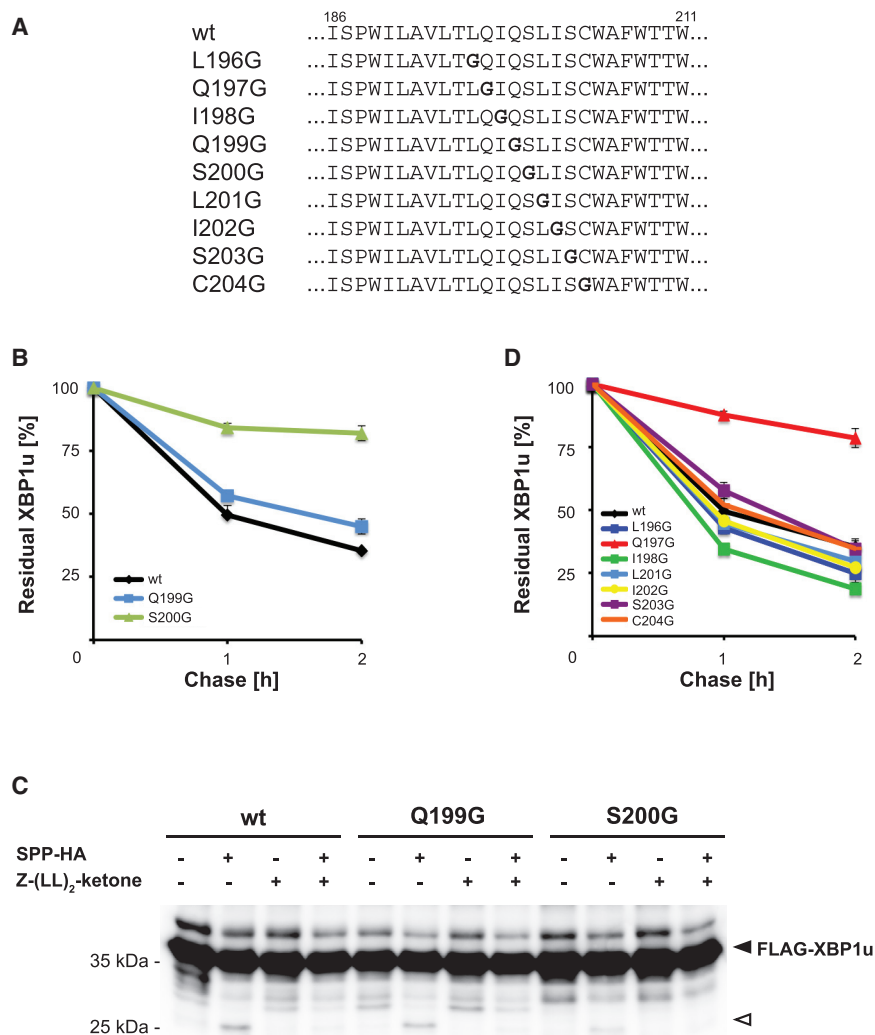 A
186 211
wt ...ISPWILAVLTLQIQSLISCWAFWTTW...
L196G ...ISPWILAVLTGQIQSLISCWAFWTTW...
Q197G ...ISPWILAVLTLGIQSLISCWAFWTTW...
I198G ...ISPWILAVLTLQGQSLISCWAFWTTW...
Q199G ...ISPWILAVLTLQIGSLISCWAFWTTW...
S200G ...ISPWILAVLTLQIQGLISCWAFWTTW...
L201G ...ISPWILAVLTLQIQSGISCWAFWTTW...
I202G ...ISPWILAVLTLQIQSLGSCWAFWTTW...
S203G ...ISPWILAVLTLQIQSLIGCWAFWTTW...
C204G ...ISPWILAVLTLQIQSLISGWAFWTTW...
B
Residual XBP1u [%]
100
75
50
25
0
1
2
Chase [h]
wt
Q199G
S200G
D
Residual XBP1u [%]
100
75
50
25
0
1
2
Chase [h]
wt
L196G
Q197G
I198G
L201G
I202G
S203G
C204G
C
wt Q199G S200G
SPP-HA - + - + - + - + - + - +
Z-(LL)2-ketone - - + + - - + + - - + +
35 kDa -
FLAG-XBP1u
25 kDa -